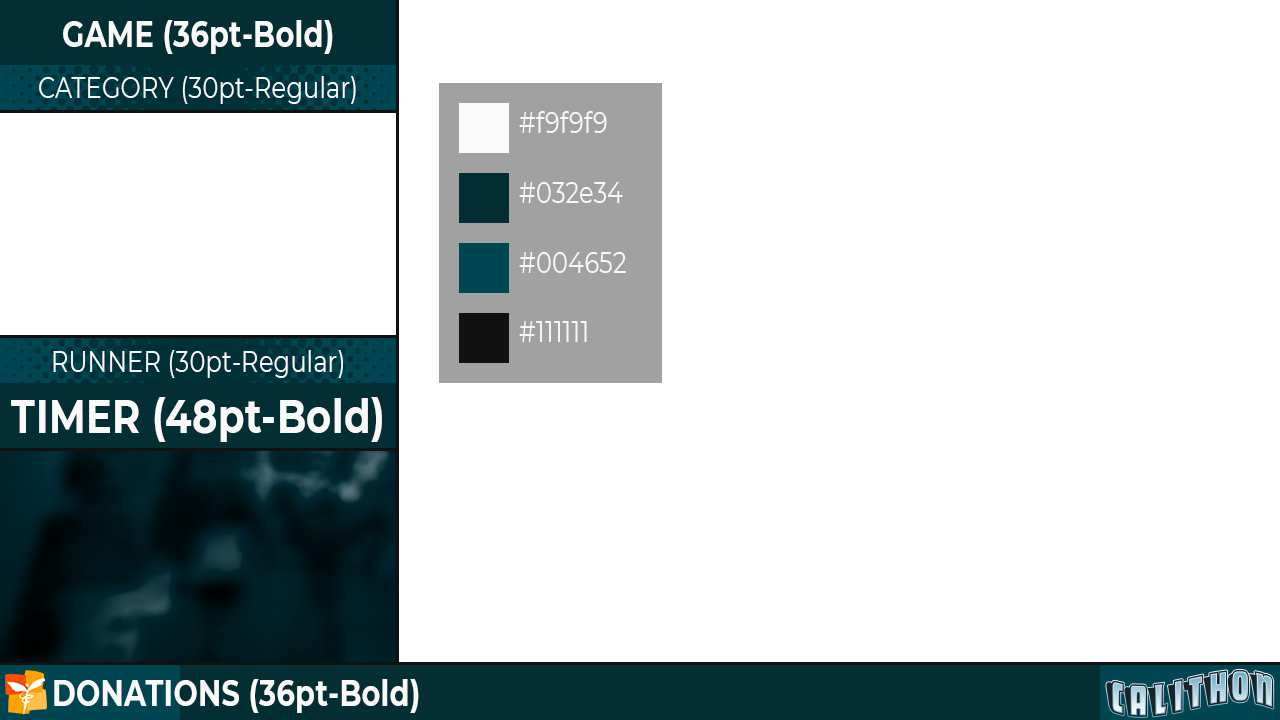 GAME (36pt-Bold)
CATEGORY (30pt-Regular)
#f9f9f9
#032e34
#004652
#111111
RUNNER (30pt-Regular)
TIMER (48pt-Bold)
DONATIONS (36pt-Bold)
CALITHON